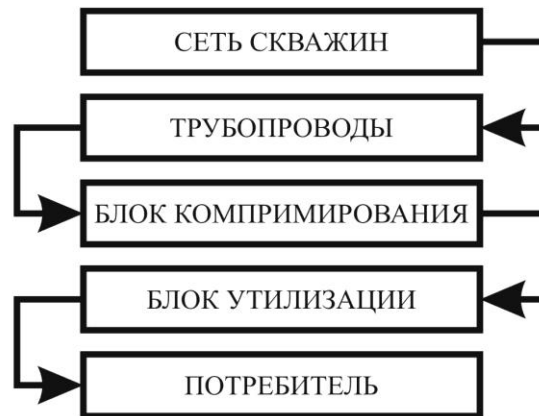 СЕТЬ СКВАЖИН
ТРУБОПРОВОДЫ
БЛОК КОМПРИМИРОВАНИЯ
БЛОК УТИЛИЗАЦИИ
ПОТРЕБИТЕЛЬ